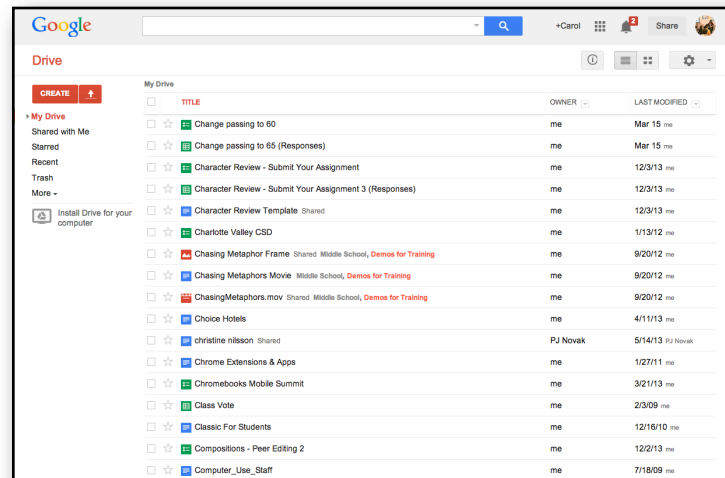 Google
+Carol
2
Share
Drive
CREATE
My Drive
Shared with Me
Starred
Recent
Trash
More
Install Drive for your
computer
My Drive
TITLE OWNER LAST MODIFIED
Change passing to 60 me Mar 15 me
Change passing to 65 (Responses) me Mar 15 me
Character Review - Submit Your Assignment me 12/3/13 me
Character Review - Submit Your Assignment 3 (Responses) me 12/3/13 me
Character Review Template Shared me 12/3/13 me
Charlotte Valley CSD me 1/13/12 me
Chasing Metaphor Frame Shared Middle School, Demos for Training me 9/20/12 me
Chasing Metaphors Movie Middle School, Demos for Training me 9/20/12 me
ChasingMetaphors.mov Shared Middle School, Demos for Training me 9/20/12 me
Choice Hotels me 4/11/13 me
christine nilsson Shared PJ Novak 5/14/13 PJ Novak
Chrome Extensions & Apps me 1/27/11 me
Chromebooks Mobile Summit me 3/21/13 me
Class Vote me 2/3/09 me
Classic For Students me 12/16/10 me
Compositions - Peer Editing 2 me 12/2/13 me
Computer_Use_Staff me 7/18/09 me